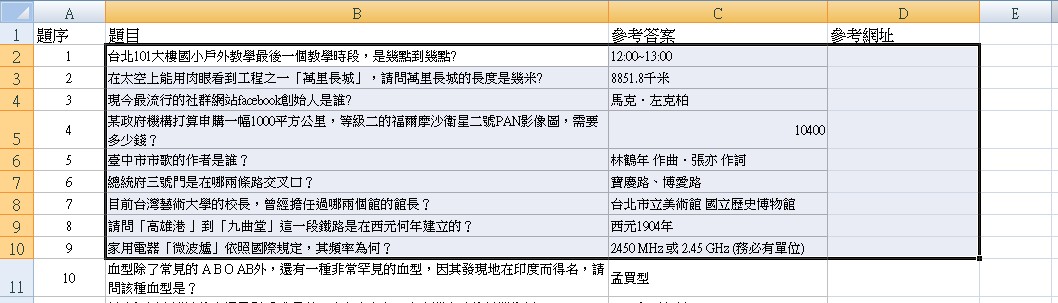 A B C D E
1 題序 題目 參考答案 參考網址
2 1 台北101大樓國小戶外教學最後一個教學時段，是幾點到幾點? 12:00~13:00
3 2 在太空上能用肉眼看到工程之一「萬里長城」，請問萬里長城的長度是幾米? 8851.8千米
4 3 現今最流行的社群網站facebook創始人是誰? 馬克．左克柏
5 4 某政府機構打算申購一幅1000平方公里，等級二的福爾摩沙衛星二號PAN影像圖，需要
多少錢？ 10400
6 5 臺中市市歌的作者是誰？ 林鶴年 作曲．張亦 作詞
7 6 總統府三號門是在哪兩條路交叉口？ 寶慶路、博愛路
8 7 目前台灣藝術大學的校長，曾經擔任過哪兩個館的館長？ 台北市立美術館 國立歷史博物館
9 8 請問「高雄港 」到「九曲堂」這一段鐵路是在西元何年建立的？ 西元1904年
10 9 家用電器「微波爐」依照國際規定，其頻率為何？ 2450 MHz 或 2.45 GHz (務必有單位)
11 10 血型除了常見的 A B O AB外，還有一種非常罕見的血型，因其發現地在印度而得名，請
問該種血型是？ 孟買型